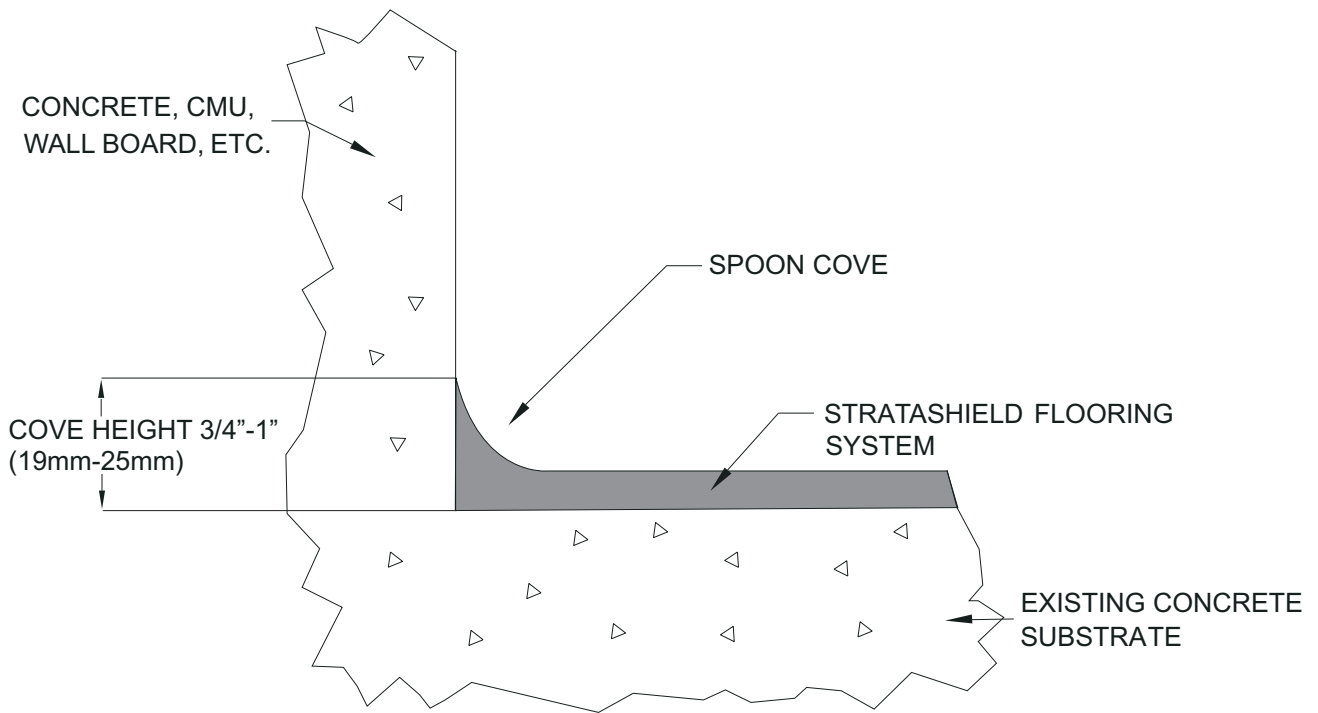 CONCRETE, CMU,
WALL BOARD, ETC.
SPOON COVE
COVE HEIGHT 3/4”-1”
(19mm-25mm)
STRATASHIELD FLOORING
SYSTEM
EXISTING CONCRETE
SUBSTRATE